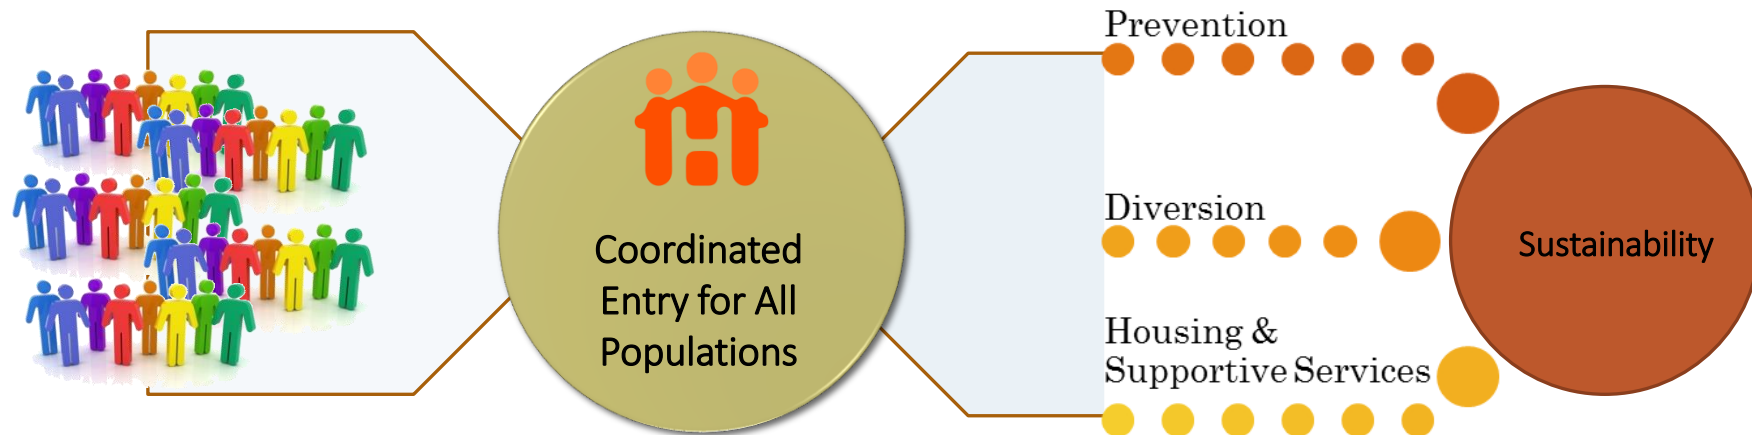 Coordinated
Entry for All
Populations
Prevention
Diversion
Housing &
Supportive Services
Sustainability